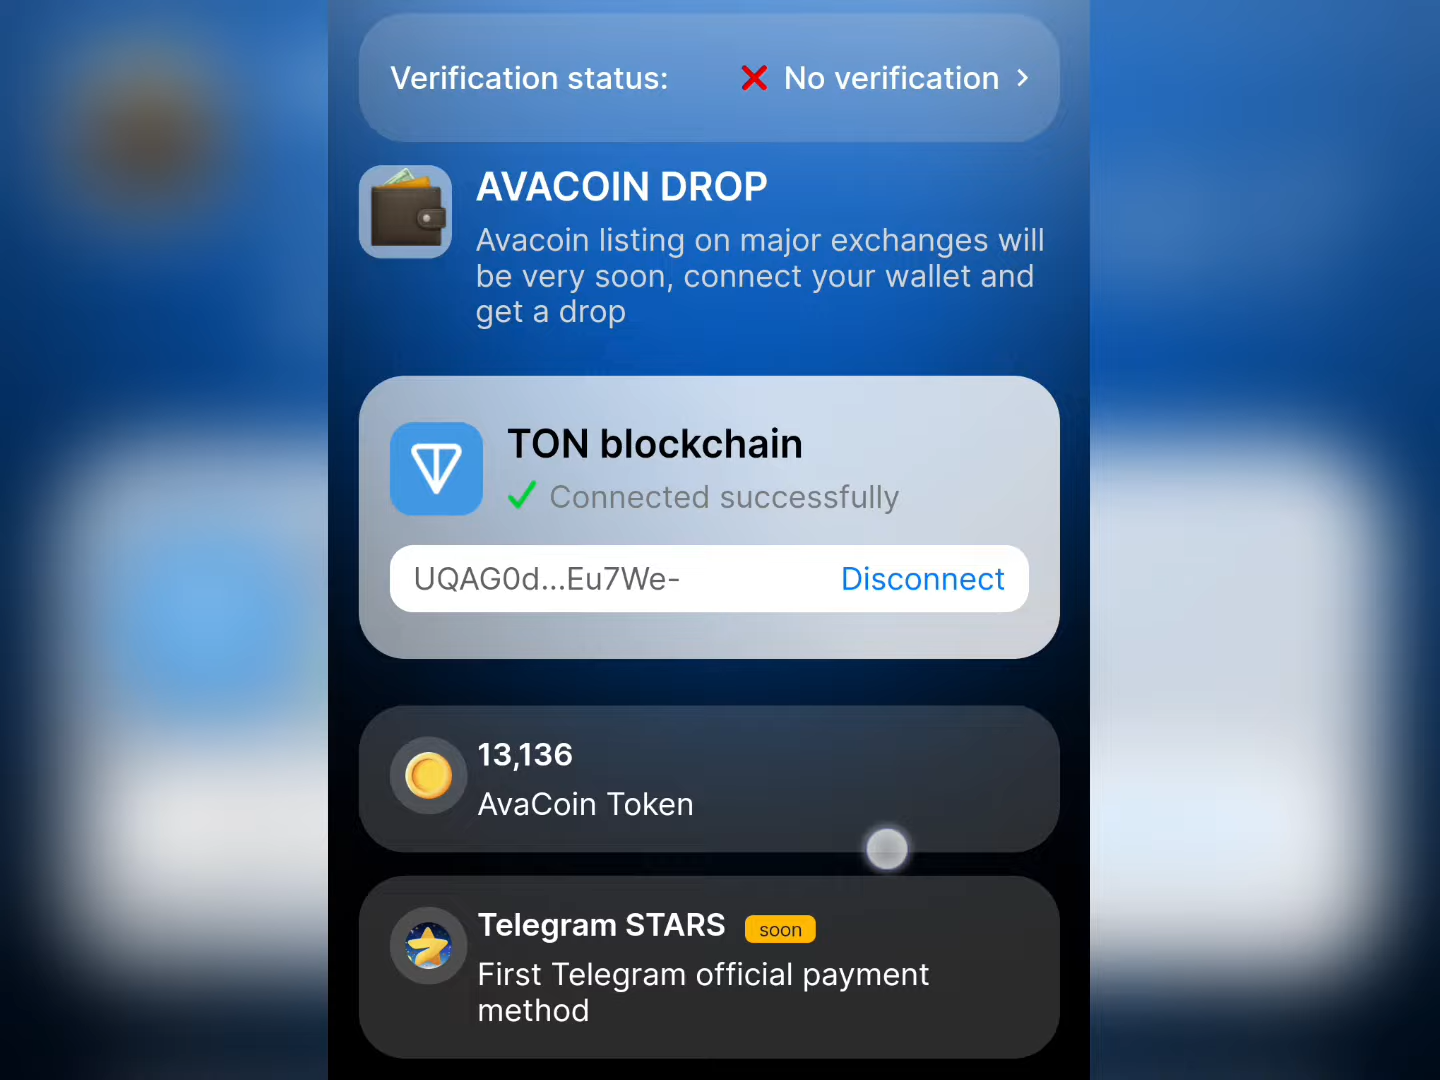 Verification status: ❌ No verification >
AVACOIN DROP
Avacoin listing on major exchanges will
be very soon, connect your wallet and
get a drop
TON blockchain
Connected successfully
UQAG0d...Eu7We- Disconnect
13,136
AvaCoin Token
Telegram STARS soon
First Telegram official payment
method